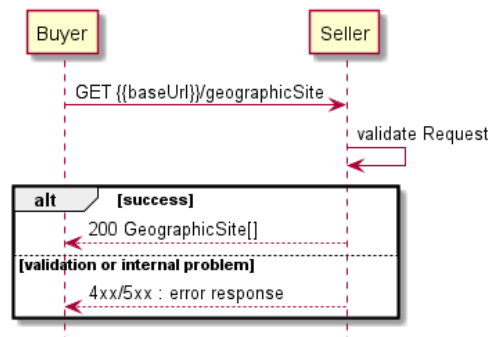 Buyer
Seller
GET {{baseUrl}}/geographicSite
validate Request
alt
[success]
200 GeographicSite[]
[validation or internal problem]
4xx/5xx : error response